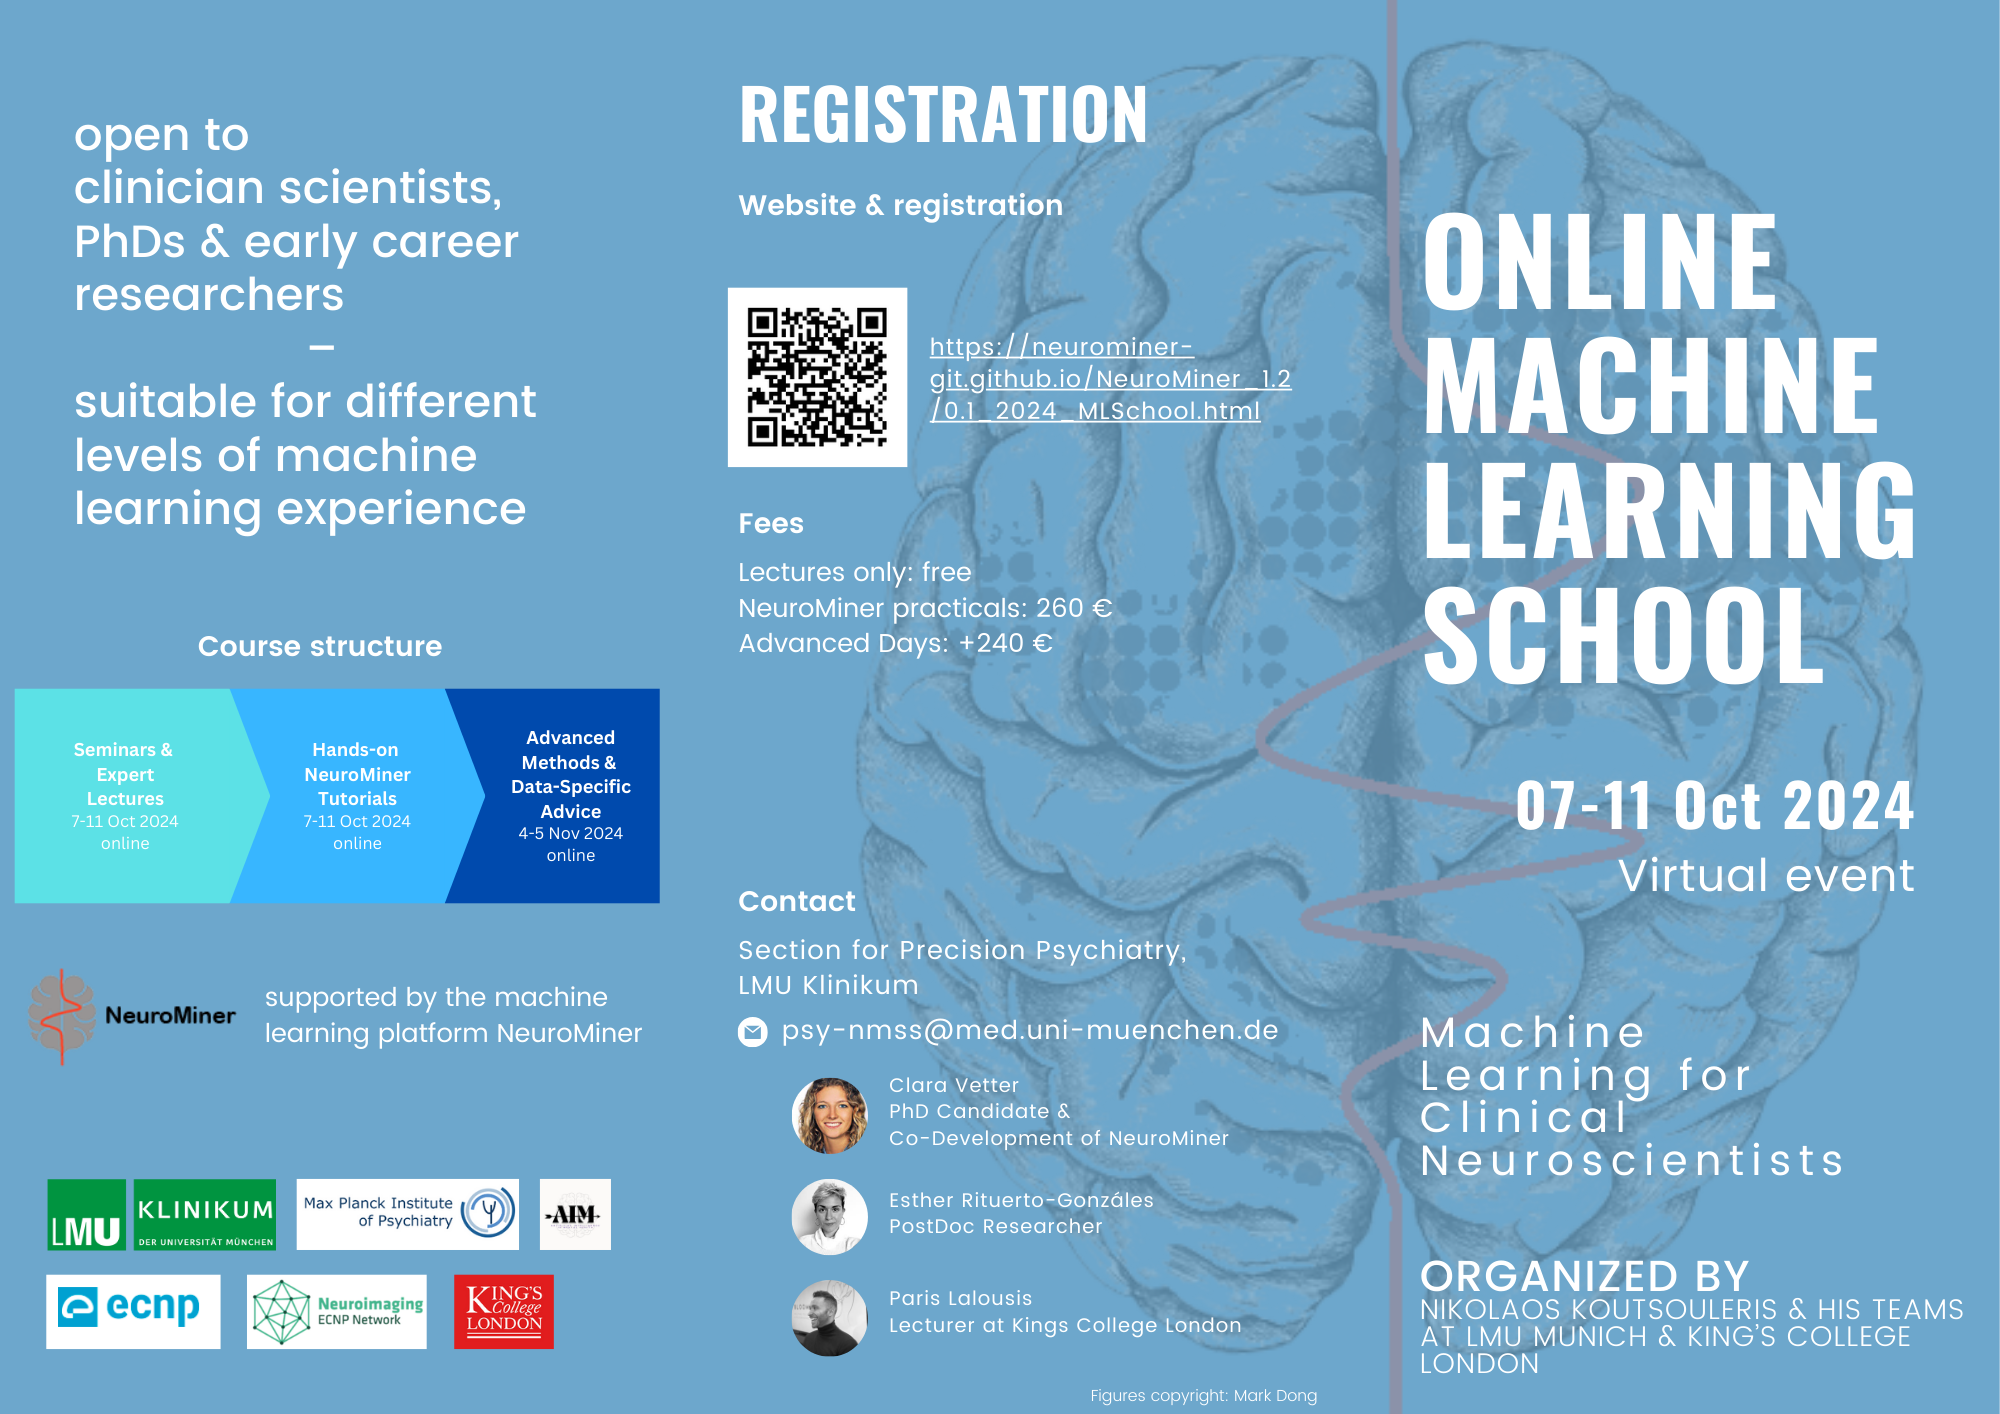 open to
clinician scientists,
PhDs & early career
researchers
–
suitable for different
levels of machine
learning experience
Course structure
Seminars &
Expert
Lectures
7-11 Oct 2024
online
Hands-on
NeuroMiner
Tutorials
7-11 Oct 2024
online
Advanced
Methods &
Data-Specific
Advice
4-5 Nov 2024
online
NeuroMiner
supported by the machine
learning platform NeuroMiner
LMU KLINIKUM
DER UNIVERSITÄT MÜNCHEN
Max Planck Institute
of Psychiatry
AIM
ecnp
Neuroimaging
ECNP Network
KING'S
College
LONDON
REGISTRATION
Website & registration
https://neurominer-
git.github.io/NeuroMiner_1.2
/0.1_2024_MLSchool.html
Fees
Lectures only: free
NeuroMiner practicals: 260 €
Advanced Days: +240 €
Contact
Section for Precision Psychiatry,
LMU Klinikum
psy-nmss@med.uni-muenchen.de
Clara Vetter
PhD Candidate &
Co-Development of NeuroMiner
Esther Rituerto-Gonzáles
PostDoc Researcher
Paris Lalousis
Lecturer at Kings College London
Figures copyright: Mark Dong
ONLINE
MACHINE
LEARNING
SCHOOL
07-11 Oct 2024
Virtual event
Machine
Learning for
Clinical
Neuroscientists
ORGANIZED BY
NIKOLAOS KOUTSOULERIS & HIS TEAMS
AT LMU MUNICH & KING'S COLLEGE
LONDON